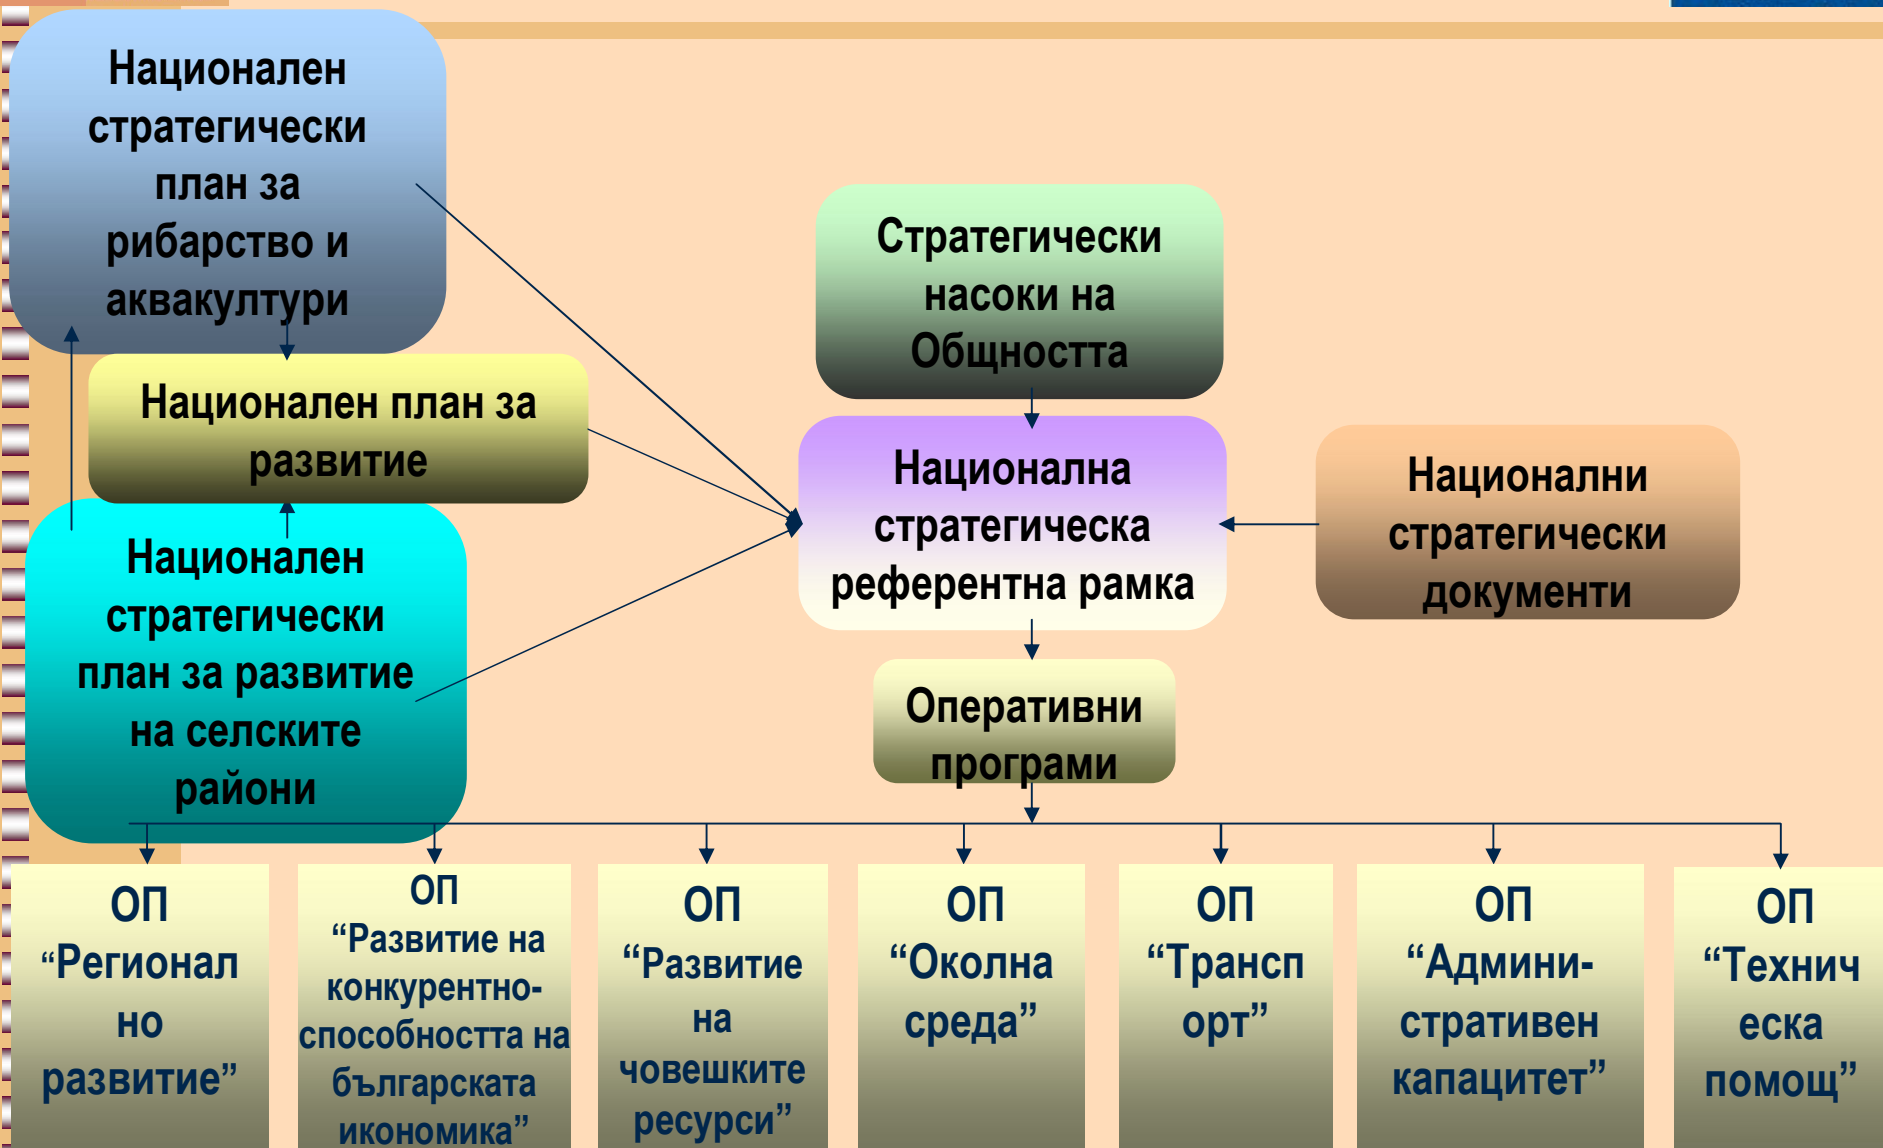 Национален
стратегически
план за
рибарство и
аквакултури
Стратегически
насоки на
Общността
Национален план за
развитие
Национална
стратегическа
референтна рамка
Национални
стратегически
документи
Национален
стратегически
план за развитие
на селските
райони
Оперативни
програми
ОП
“Регионал
но
развитие”
ОП
“Развитие на
конкурентно-
способността на
българската
икономика”
ОП
“Развитие
на
човешките
ресурси”
ОП
“Околна
среда”
ОП
“Трансп
орт”
ОП
“Админи-
стративен
капацитет”
ОП
“Технич
еска
помощ”